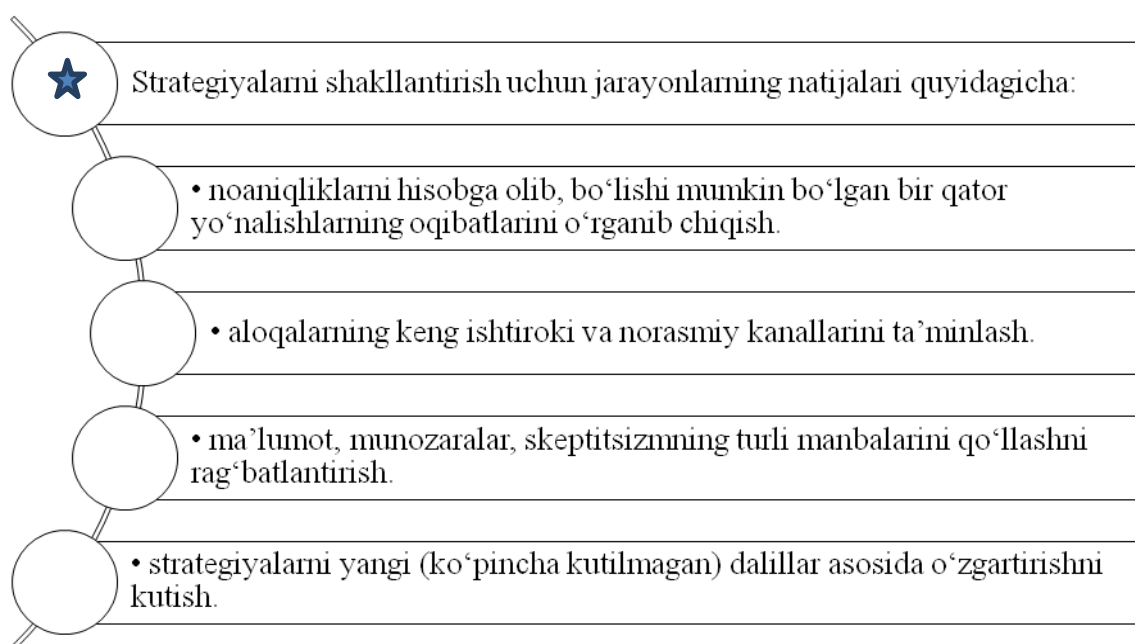 Strategiyalarni shakllantirish uchun jarayonlarning natijalari quyidagicha:
• noaniqliklarni hisobga olib, bo‘lishi mumkin bo‘lgan bir qator
yo‘nalishlarning oqibatlarini o‘rganib chiqish.
• aloqalarning keng ishtiroki va norasmiy kanallarini ta’minlash.
• ma’lumot, munozaralar, skeptitsizmning turli manbalarini qo‘llashni
rag‘batlantirish.
• strategiyalarni yangi (ko‘pincha kutilmagan) dalillar asosida o‘zgartirishni
kutish.